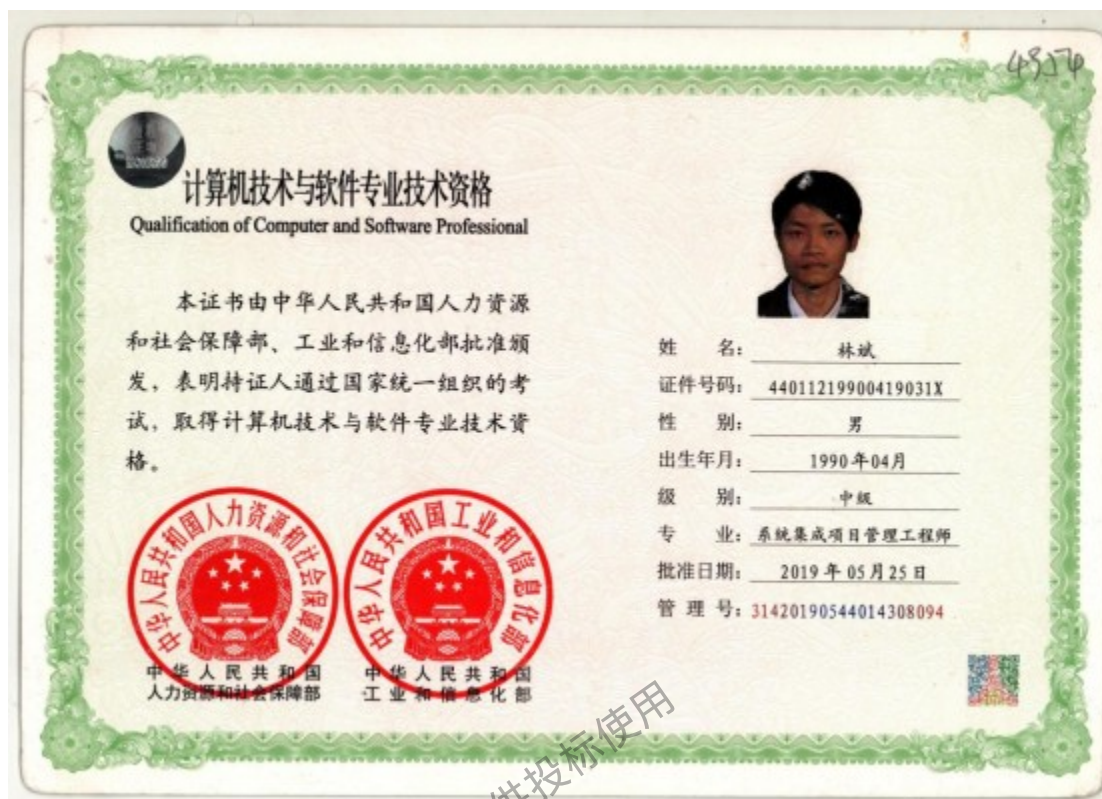 4354
计算机技术与软件专业技术资格
Qualification of Computer and Software Professional
本证书由中华人民共和国人力资源
和社会保障部、工业和信息化部批准颁
发，表明持证人通过国家统一组织的考
试，取得计算机技术与软件专业技术资
格。
中华人民共和国人力资源和社会保障部
中华人民共和国工业和信息化部
中华人民共和国
人力资源和社会保障部
中华人民共和国
工业和信息化部
姓 名： 林斌
证件号码： 44011219900419031X
性 别： 男
出生年月： 1990年04月
级 别： 中级
专 业： 系统集成项目管理工程师
批准日期： 2019年05月25日
管 理 号： 31420190544014308094
供投标使用